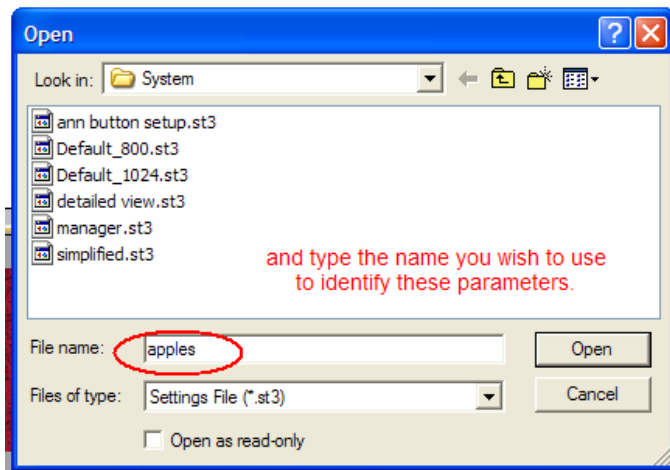 Open
Look in: System
ann button setup.st3
Default_800.st3
Default_1024.st3
detailed view.st3
manager.st3
simplified.st3
and type the name you wish to use
to identify these parameters.
File name: apples Open
Files of type: Settings File (*.st3) Cancel
Open as read-only